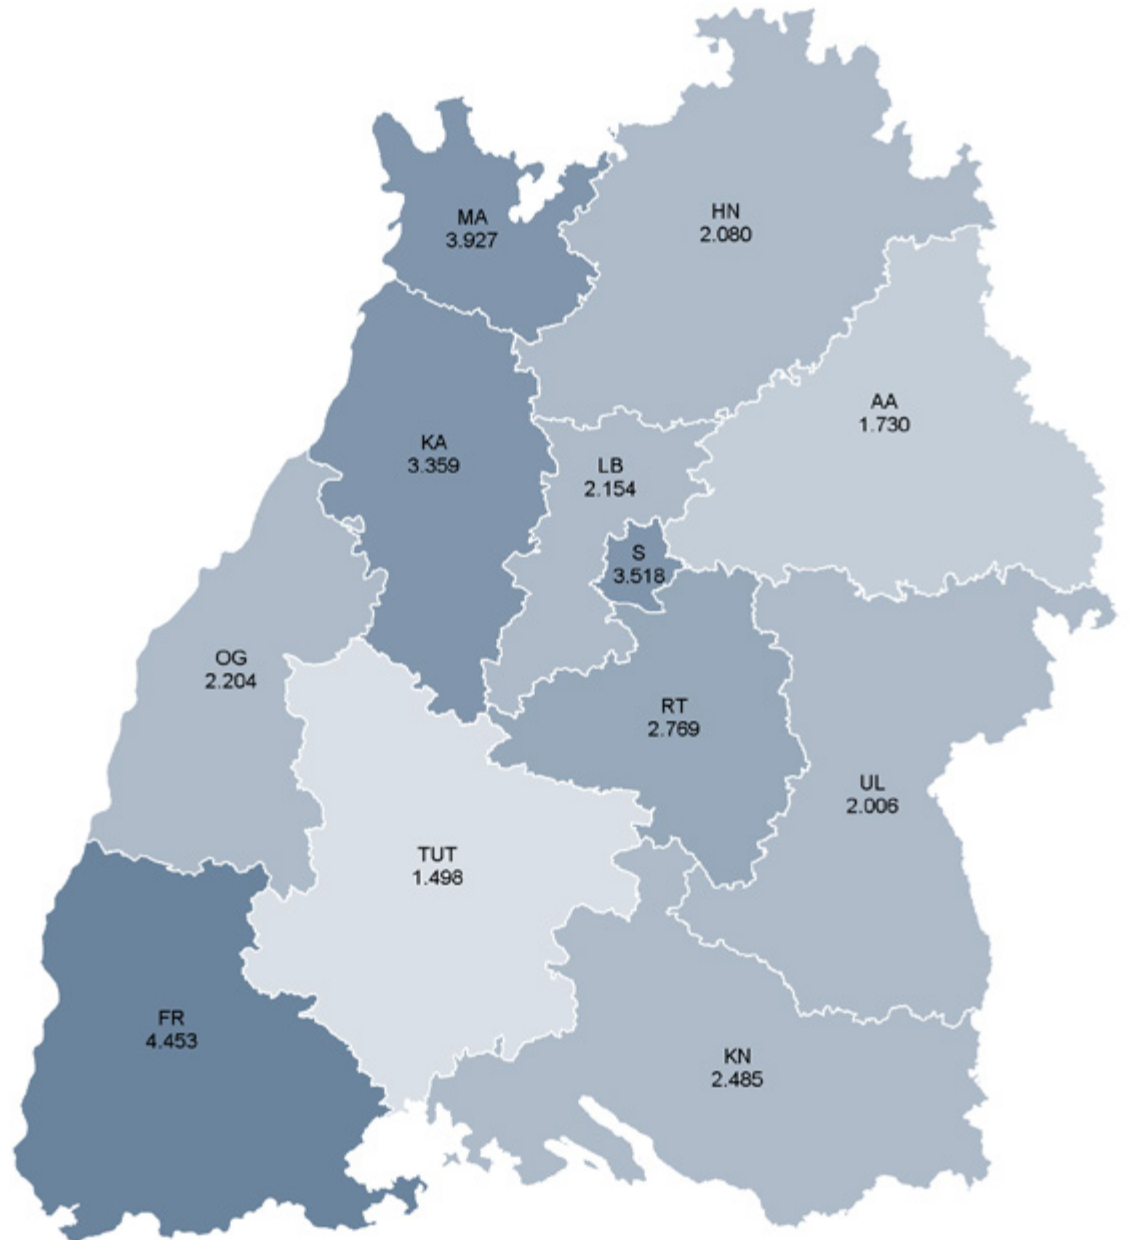 HN
2.080
MA
3.927
AA
1.730
KA
3.359
LB
2.154
S
3.518
OG
2.204
RT
2.769
UL
2.006
TUT
1.498
FR
4.453
KN
2.485